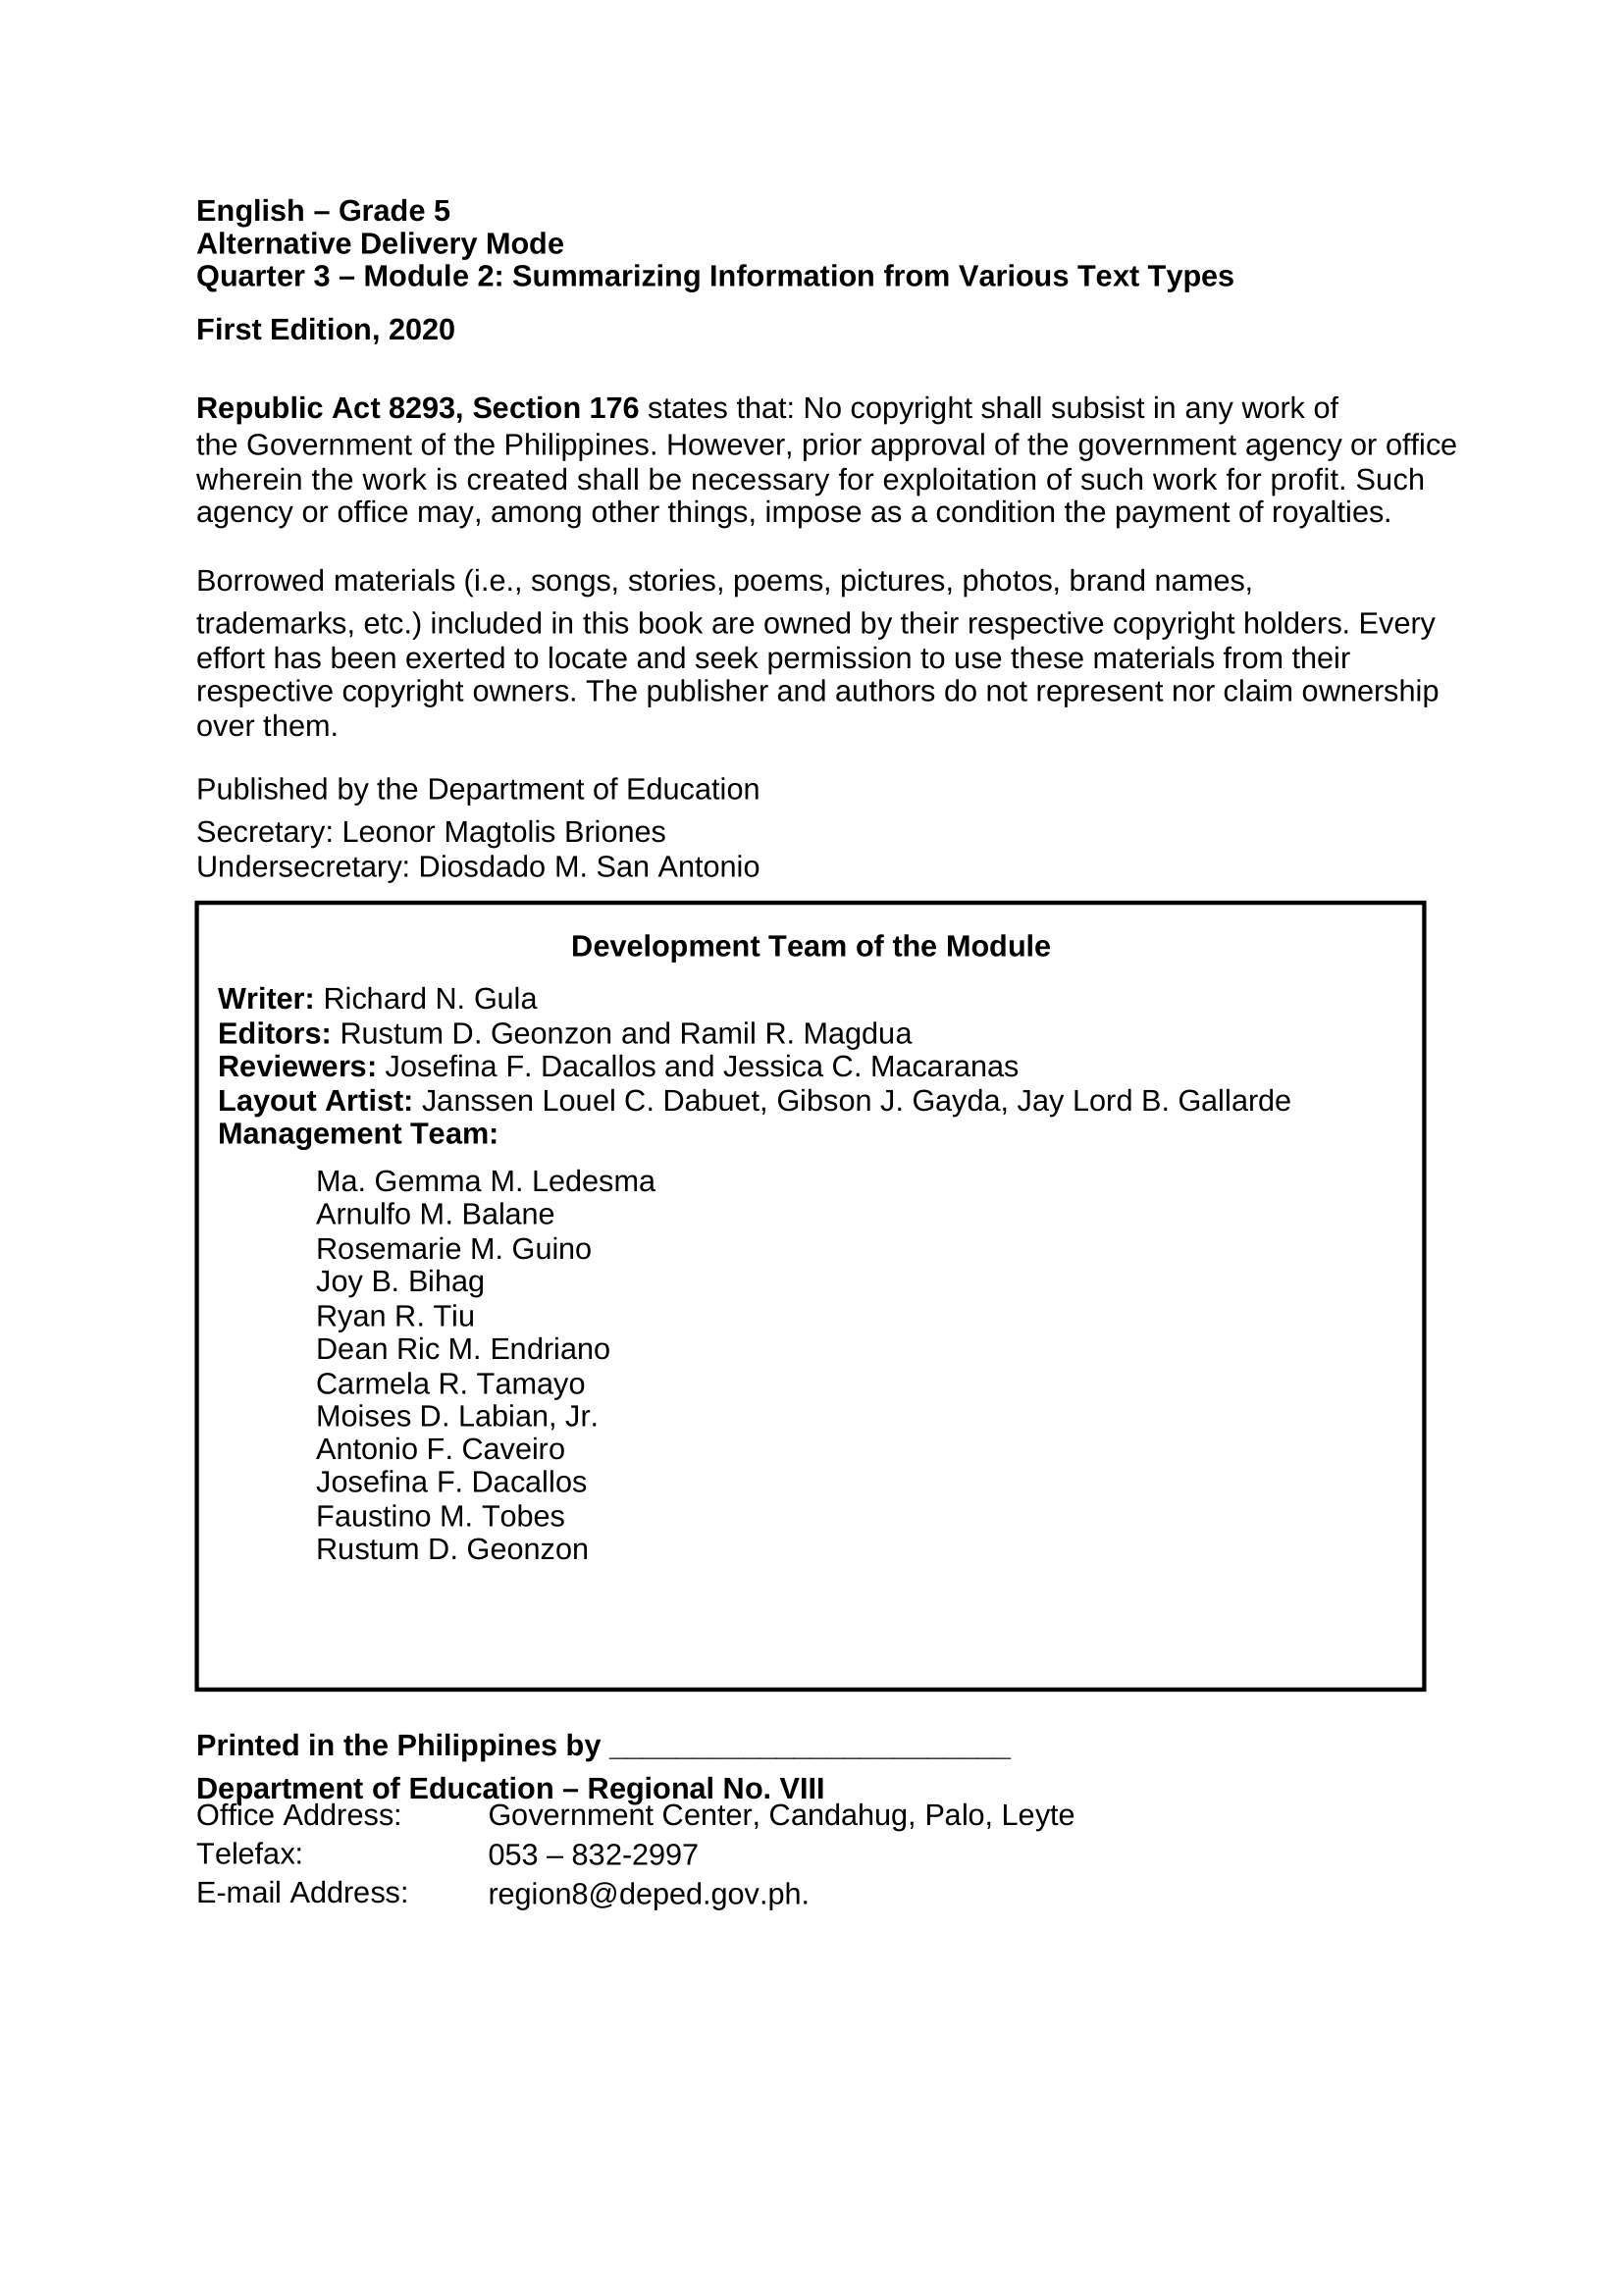 English – Grade 5
Alternative Delivery Mode
Quarter 3 – Module 2: Summarizing Information from Various Text Types
First Edition, 2020
Republic Act 8293, Section 176 states that: No copyright shall subsist in any work of
the Government of the Philippines. However, prior approval of the government agency or office
wherein the work is created shall be necessary for exploitation of such work for profit. Such
agency or office may, among other things, impose as a condition the payment of royalties.
Borrowed materials (i.e., songs, stories, poems, pictures, photos, brand names,
trademarks, etc.) included in this book are owned by their respective copyright holders. Every
effort has been exerted to locate and seek permission to use these materials from their
respective copyright owners. The publisher and authors do not represent nor claim ownership
over them.
Published by the Department of Education
Secretary: Leonor Magtolis Briones
Undersecretary: Diosdado M. San Antonio
Development Team of the Module
Writer: Richard N. Gula
Editors: Rustum D. Geonzon and Ramil R. Magdua
Reviewers: Josefina F. Dacallos and Jessica C. Macaranas
Layout Artist: Janssen Louel C. Dabuet, Gibson J. Gayda, Jay Lord B. Gallarde
Management Team:
Ma. Gemma M. Ledesma
Arnulfo M. Balane
Rosemarie M. Guino
Joy B. Bihag
Ryan R. Tiu
Dean Ric M. Endriano
Carmela R. Tamayo
Moises D. Labian, Jr.
Antonio F. Caveiro
Josefina F. Dacallos
Faustino M. Tobes
Rustum D. Geonzon
Printed in the Philippines by ________________________
Department of Education – Regional No. VIII
Office Address: Government Center, Candahug, Palo, Leyte
Telefax: 053 – 832-2997
E-mail Address: region8@deped.gov.ph.